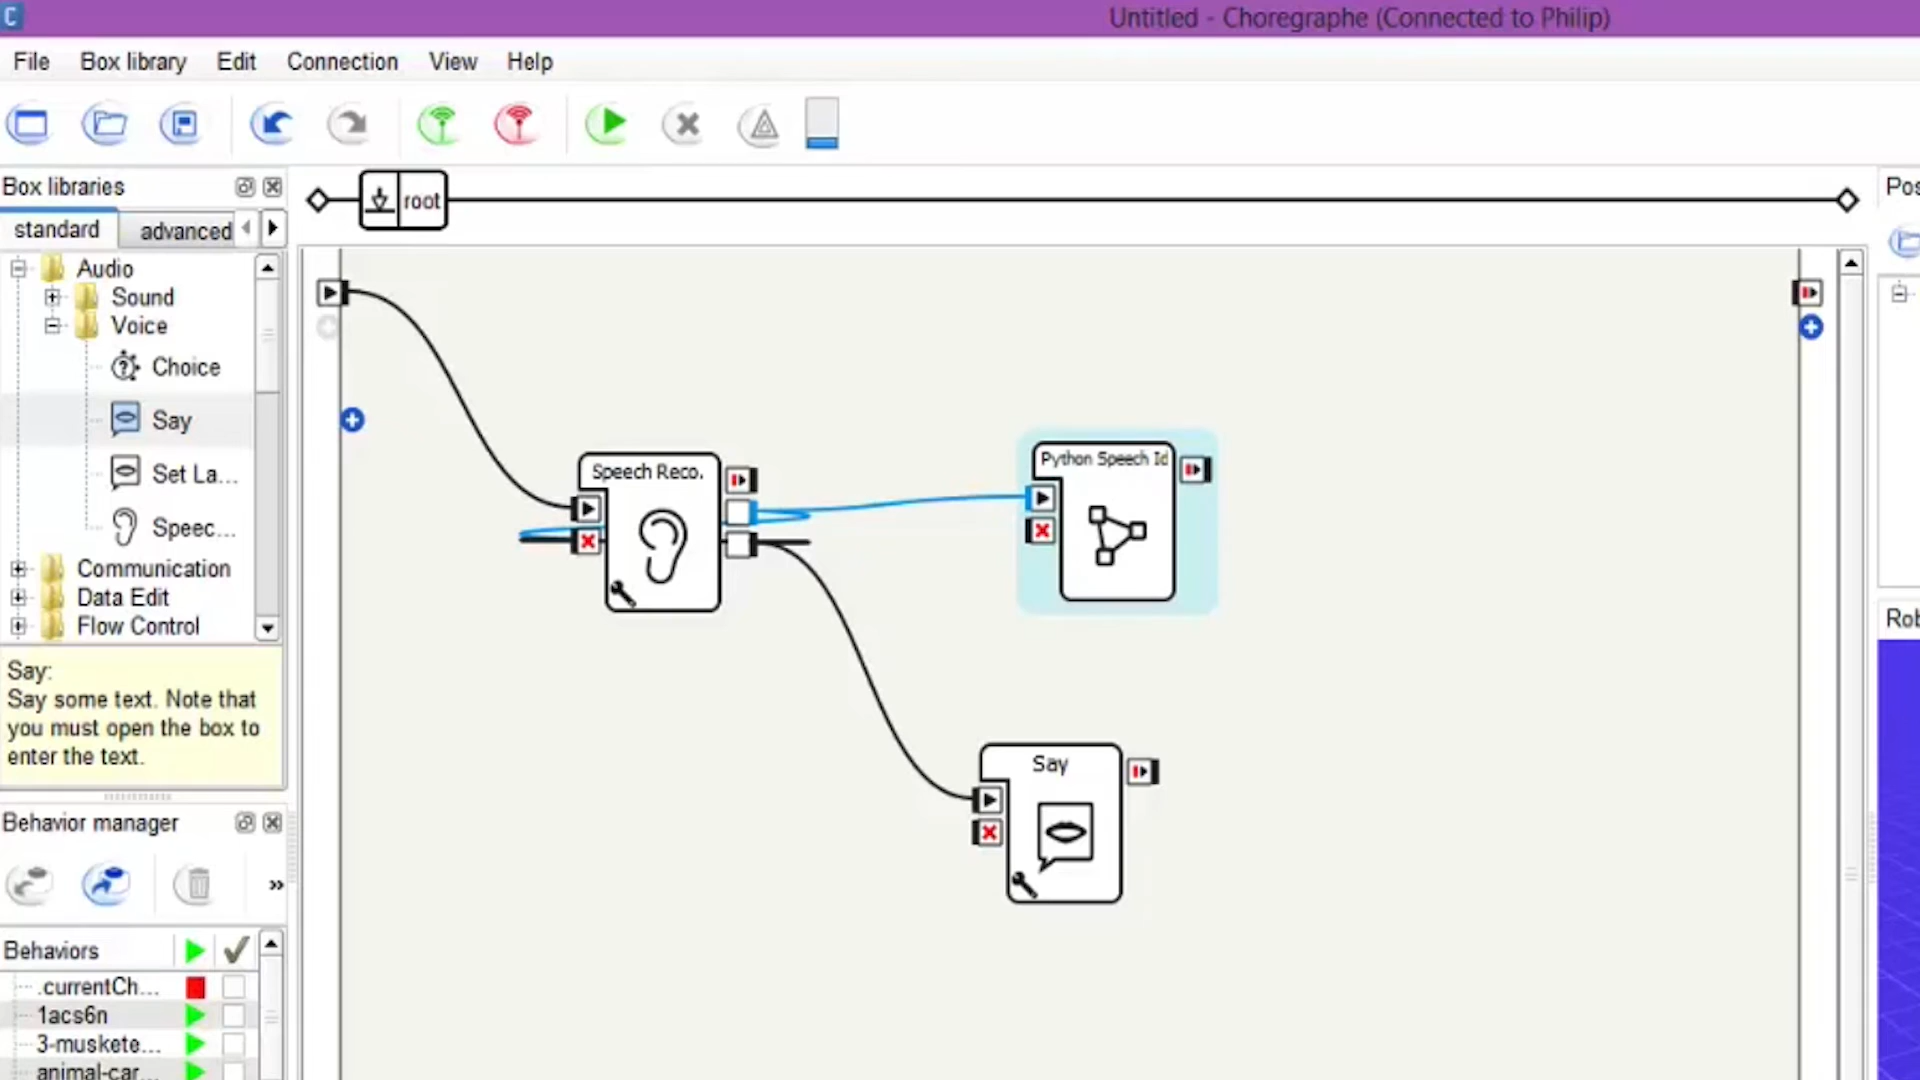 Untitled - Choregraphe (Connected to Philip)
File Box library Edit Connection View Help
Box libraries
standard advanced
Audio
Sound
Voice
Choice
Say
Set La...
Speec...
Communication
Data Edit
Flow Control
Say:
Say some text. Note that
you must open the box to
enter the text.
Behavior manager
»
Behaviors
.currentCh...
1acs6n
3-muskete...
animal-car...
root
Speech Reco.
Python Speech Id
Say
Pos
Rob